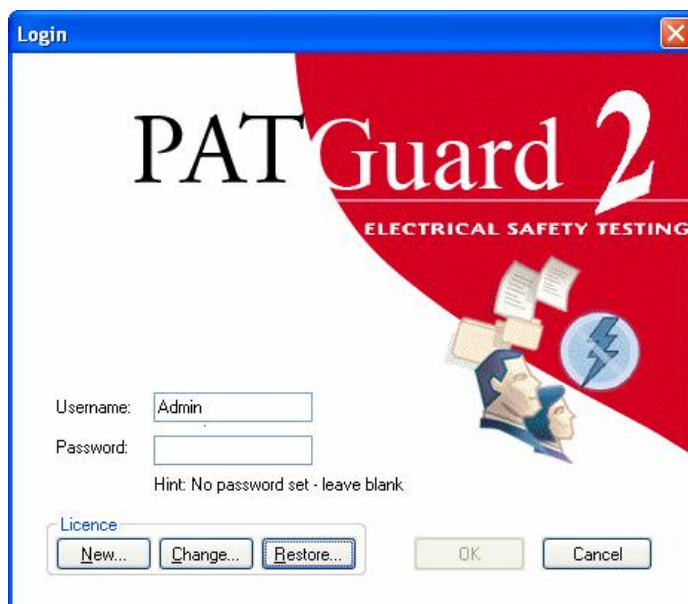 Login
PATGuard 2
ELECTRICAL SAFETY TESTING
Username: Admin
Password:
Hint: No password set - leave blank
Licence
New... Change... Restore... OK Cancel